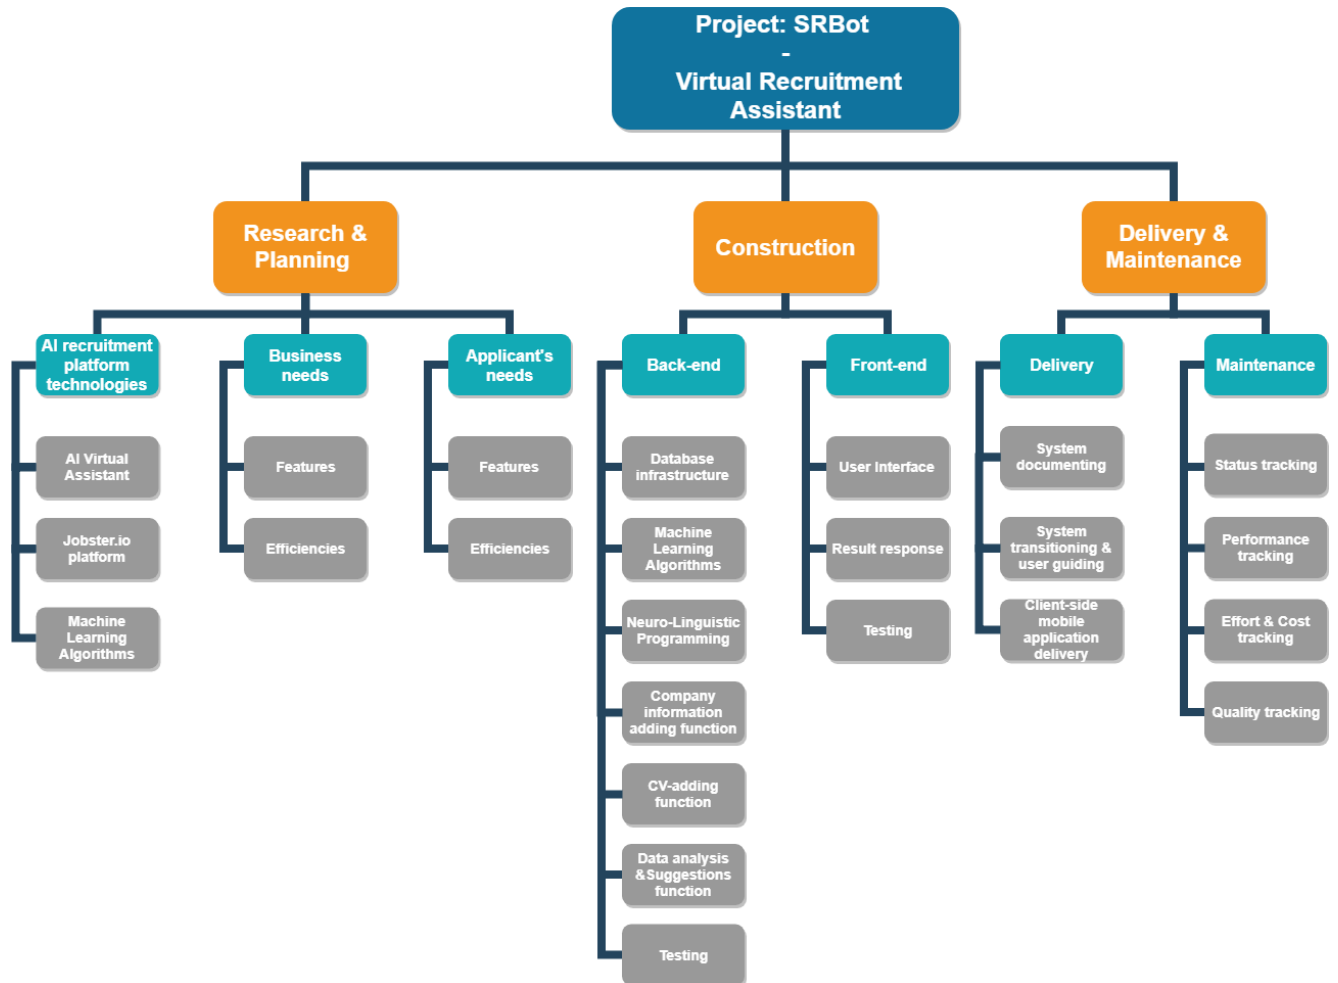 Project: SRBot
-
Virtual Recruitment
Assistant
Research &
Planning
Construction
Delivery &
Maintenance
AI recruitment
platform
technologies
Business
needs
Applicant's
needs
Back-end
Front-end
Delivery
Maintenance
AI Virtual
Assistant
Jobster.io
platform
Machine
Learning
Algorithms
Features
Efficiencies
Features
Efficiencies
Database
infrastructure
Machine
Learning
Algorithms
Neuro-Linguistic
Programming
Company
information
adding function
CV-adding
function
Data analysis
&Suggestions
function
Testing
User Interface
Result response
Testing
System
documenting
System
transitioning &
user guiding
Client-side
mobile
application
delivery
Status tracking
Performance
tracking
Effort & Cost
tracking
Quality tracking